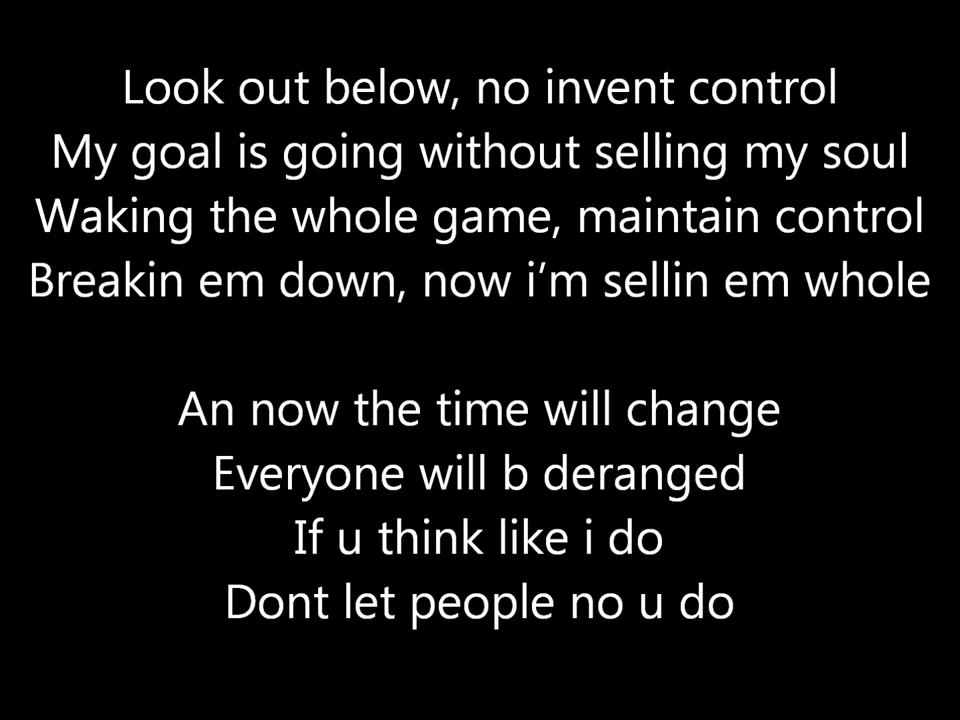 Look out below, no invent control
My goal is going without selling my soul
Waking the whole game, maintain control
Breakin em down, now i'm sellin em whole
An now the time will change
Everyone will b deranged
If u think like i do
Dont let people no u do